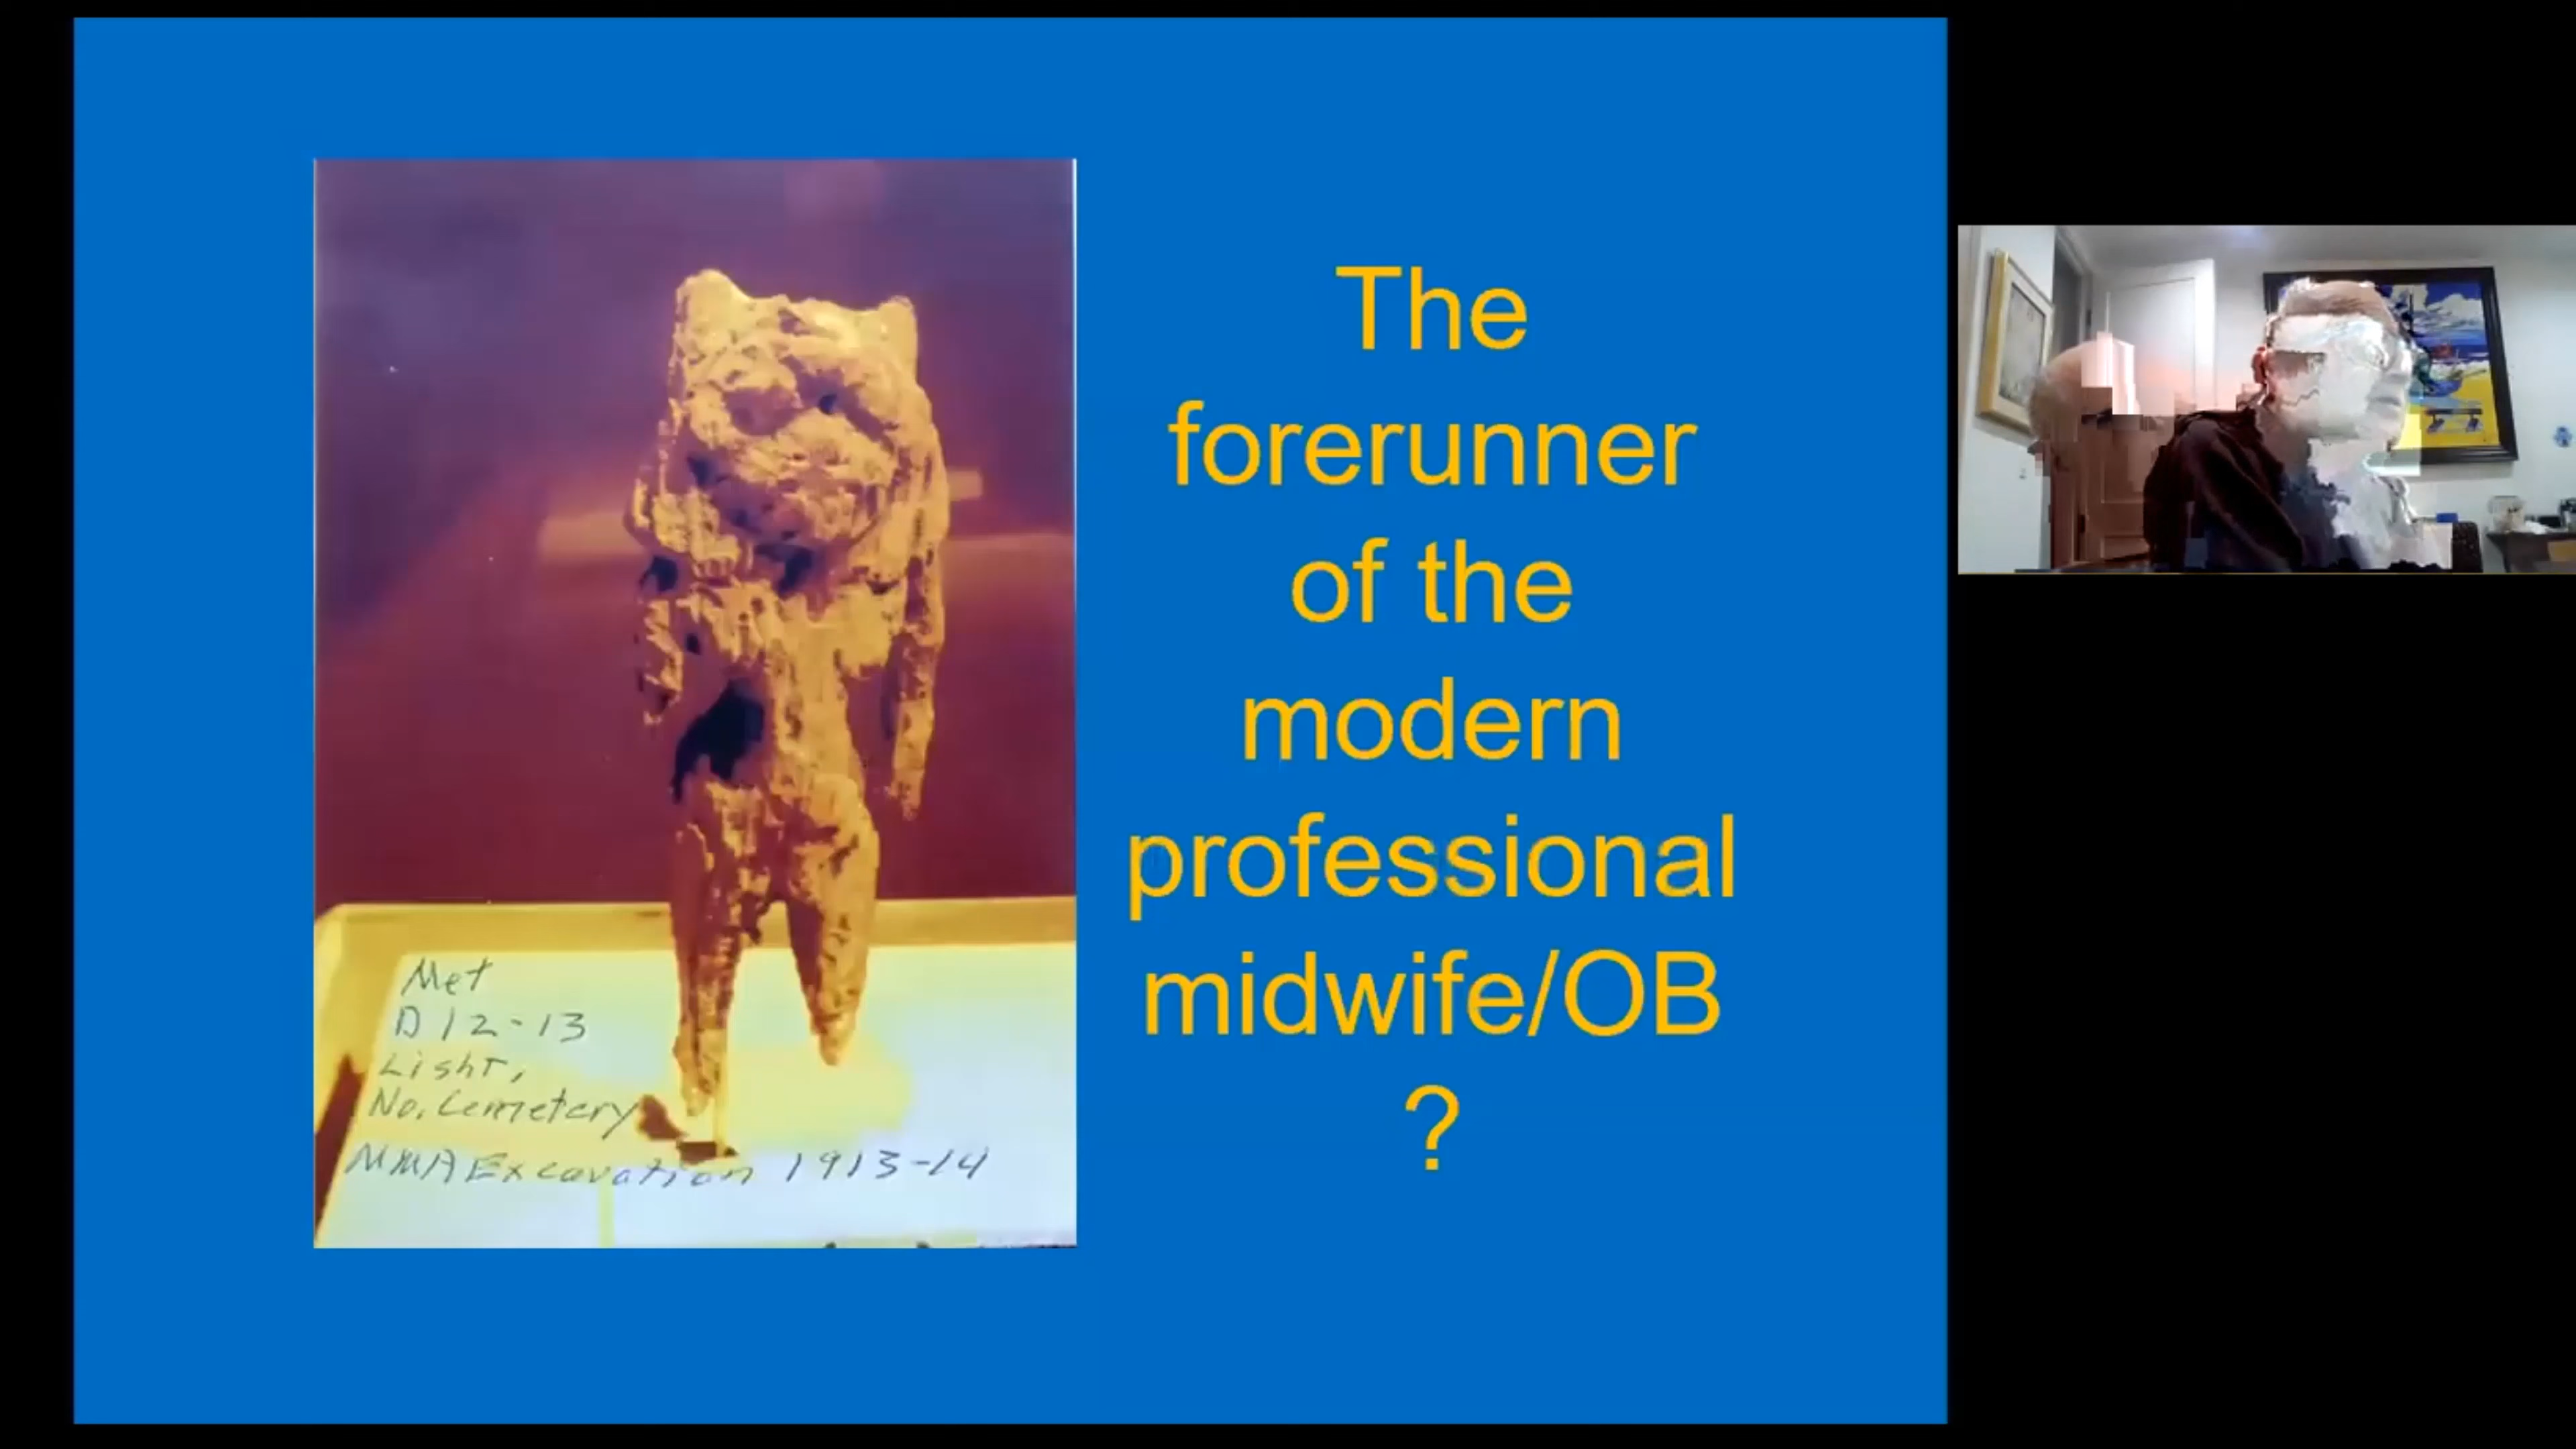 The
forerunner
of the
modern
professional
midwife/OB
?
Met
D 12-13
Lisht,
No. Cemetery
MMA Excavation 1913-14